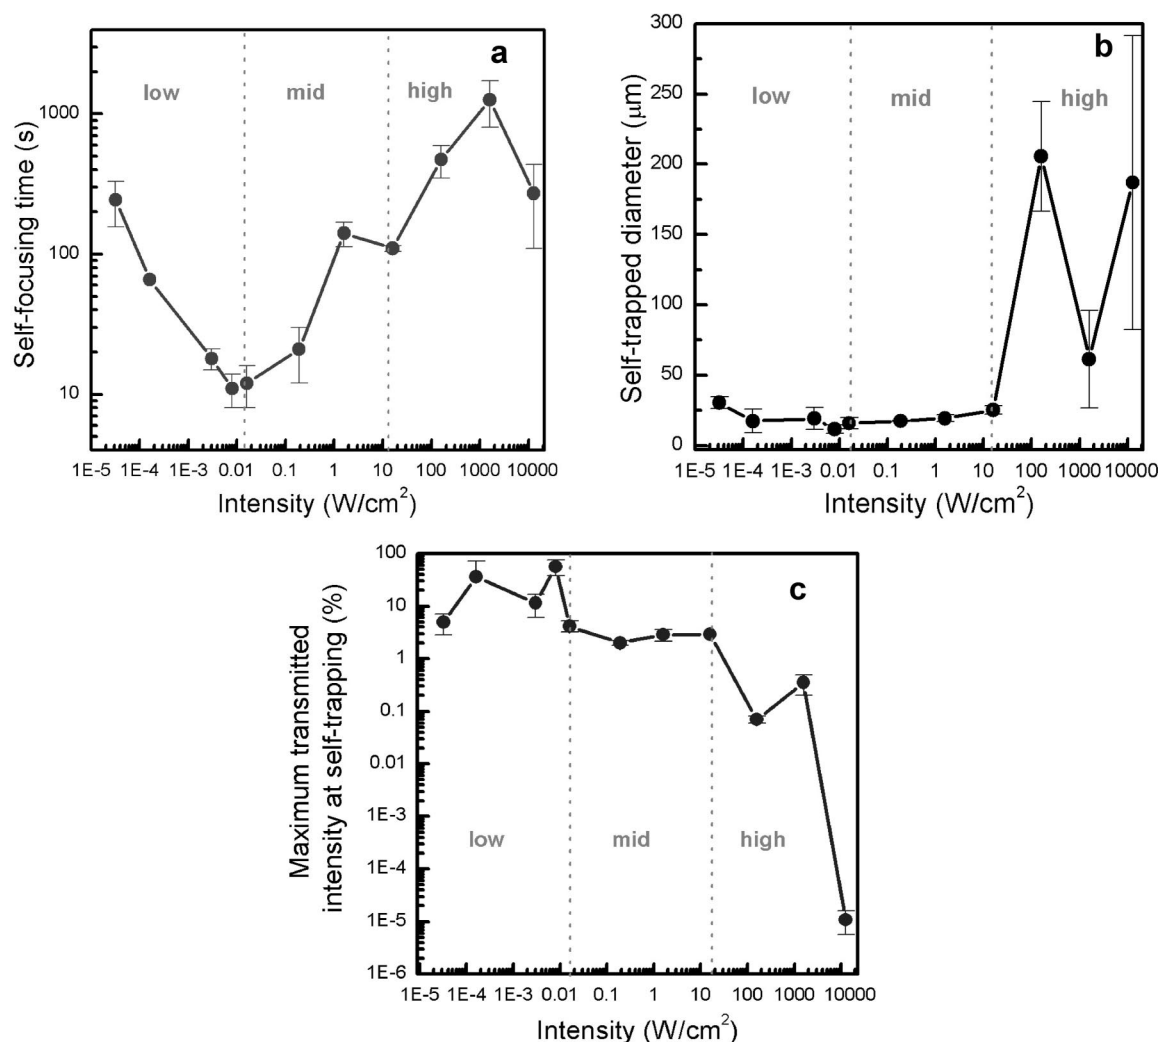 a
low
mid
high
1000
100
10
Self-focusing time (s)
1E-5 1E-4 1E-3 0.01 0.1 1 10 100 1000 10000
Intensity (W/cm²)
b
low
mid
high
300
250
200
150
100
50
0
Self-trapped diameter (μm)
1E-5 1E-4 1E-3 0.01 0.1 1 10 100 1000 10000
Intensity (W/cm²)
c
100
10
1
0.1
0.01
1E-3
1E-4
1E-5
1E-6
Maximum transmitted
intensity at self-trapping (%)
low
mid
high
1E-5 1E-4 1E-3 0.01 0.1 1 10 100 1000 10000
Intensity (W/cm²)